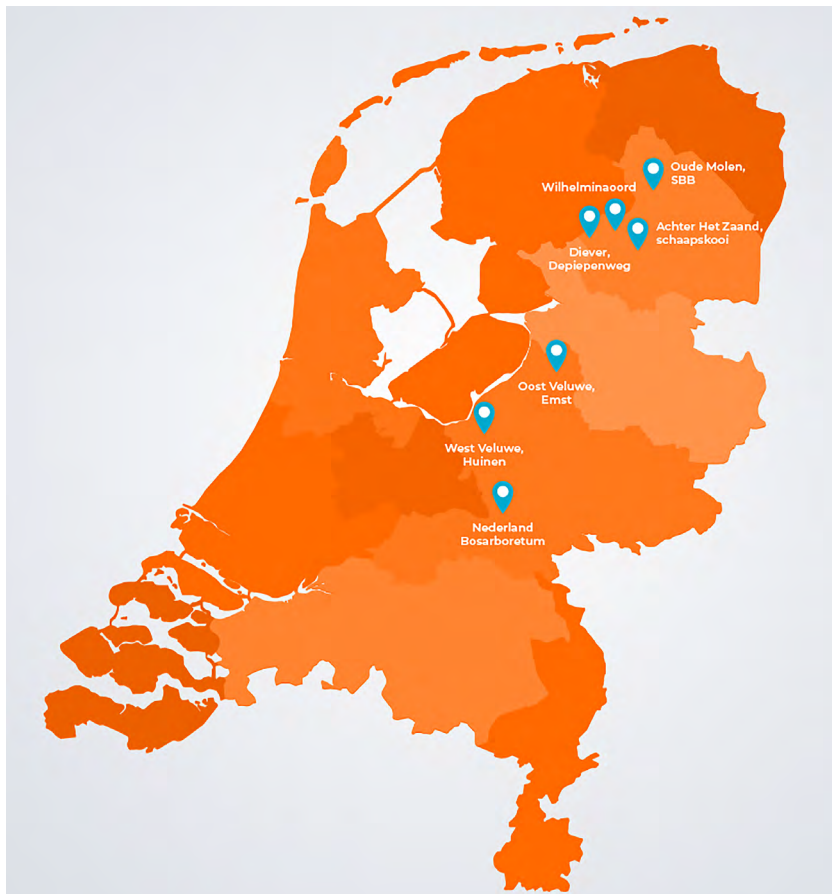 Oude Molen,
SBB
Wilhelminaoord
Achter Het Zaand,
schaapskooi
Diever,
Depiepenweg
Oost Veluwe,
Emst
West Veluwe,
Huinen
Nederland
Bosarboretum